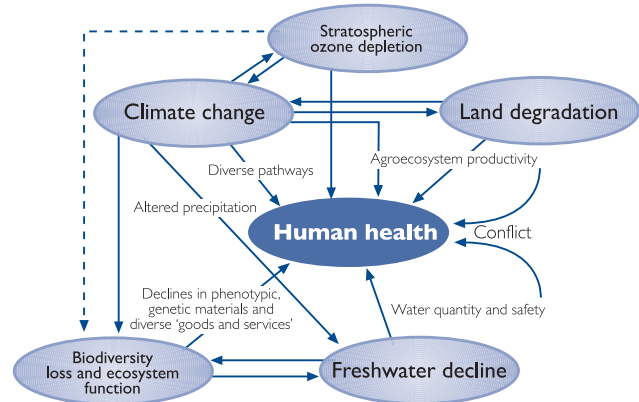 Stratospheric
ozone depletion
Climate change
Land degradation
Diverse pathways
Agroecosystem productivity
Altered precipitation
Human health
Conflict
Declines in phenotypic,
genetic materials and
diverse ‘goods and services’
Water quantity and safety
Biodiversity
loss and ecosystem
function
Freshwater decline